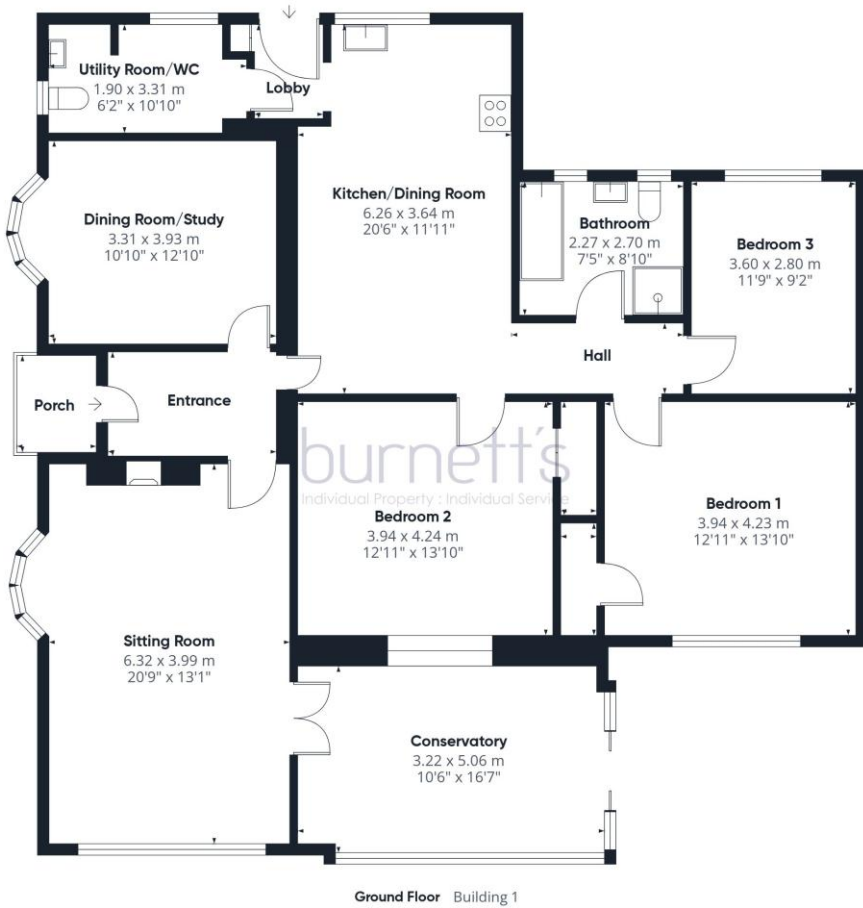 Utility Room/WC
1.90 x 3.31 m
6'2" x 10'10"
Lobby
Kitchen/Dining Room
6.26 x 3.64 m
20'6" x 11'11"
Dining Room/Study
3.31 x 3.93 m
10'10" x 12'10"
Bathroom
2.27 x 2.70 m
7'5" x 8'10"
Bedroom 3
3.60 x 2.80 m
11'9" x 9'2"
Hall
Porch
Entrance
burnett's
Individual Property : Individual Service
Bedroom 2
3.94 x 4.24 m
12'11" x 13'10"
Bedroom 1
3.94 x 4.23 m
12'11" x 13'10"
Sitting Room
6.32 x 3.99 m
20'9" x 13'1"
Conservatory
3.22 x 5.06 m
10'6" x 16'7"
Ground Floor Building 1